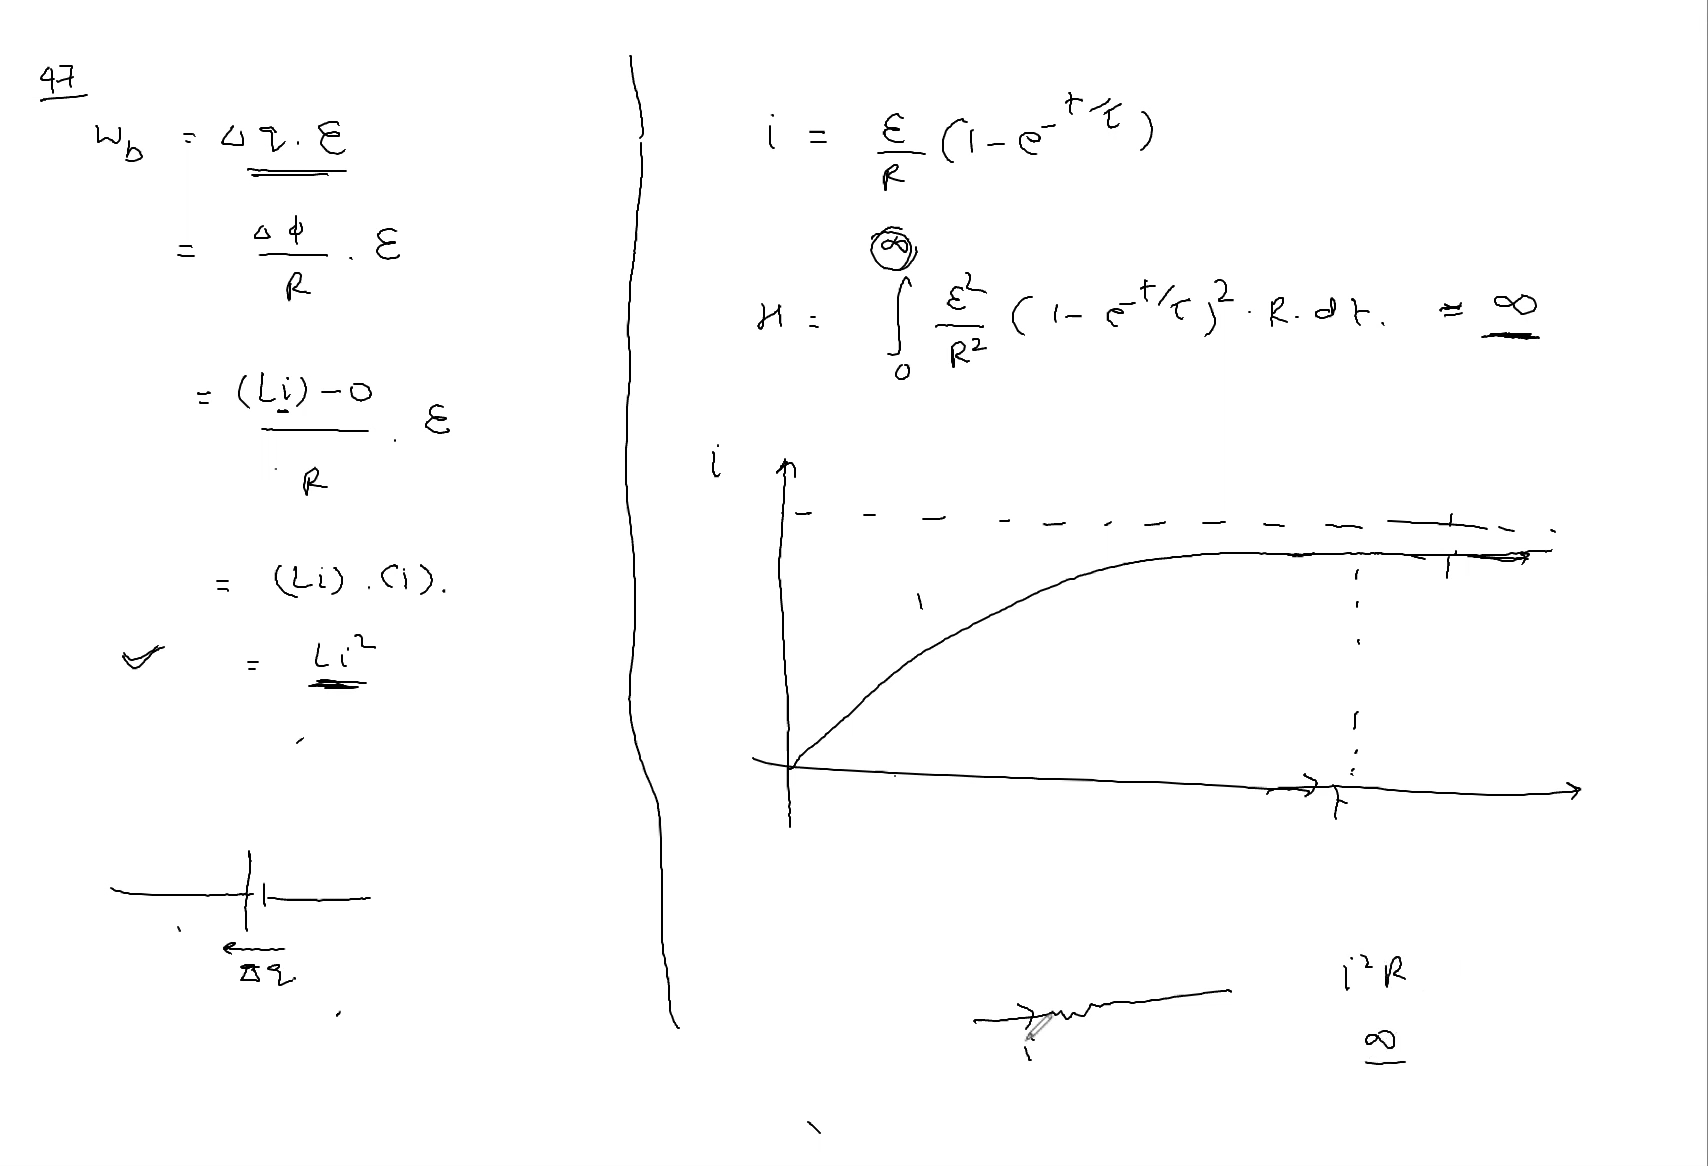 47
W_b = Δq . ε
= Δφ/R . ε
= (Li) - 0 / R . ε
= (Li) . (i).
= Li²
Δq
i = ε/R (1 - e^{-t/τ})
H = ∫₀^∞ ε²/R² (1 - e^{-t/τ})² . R . dt. = ∞
i
t
i
i²R
∞